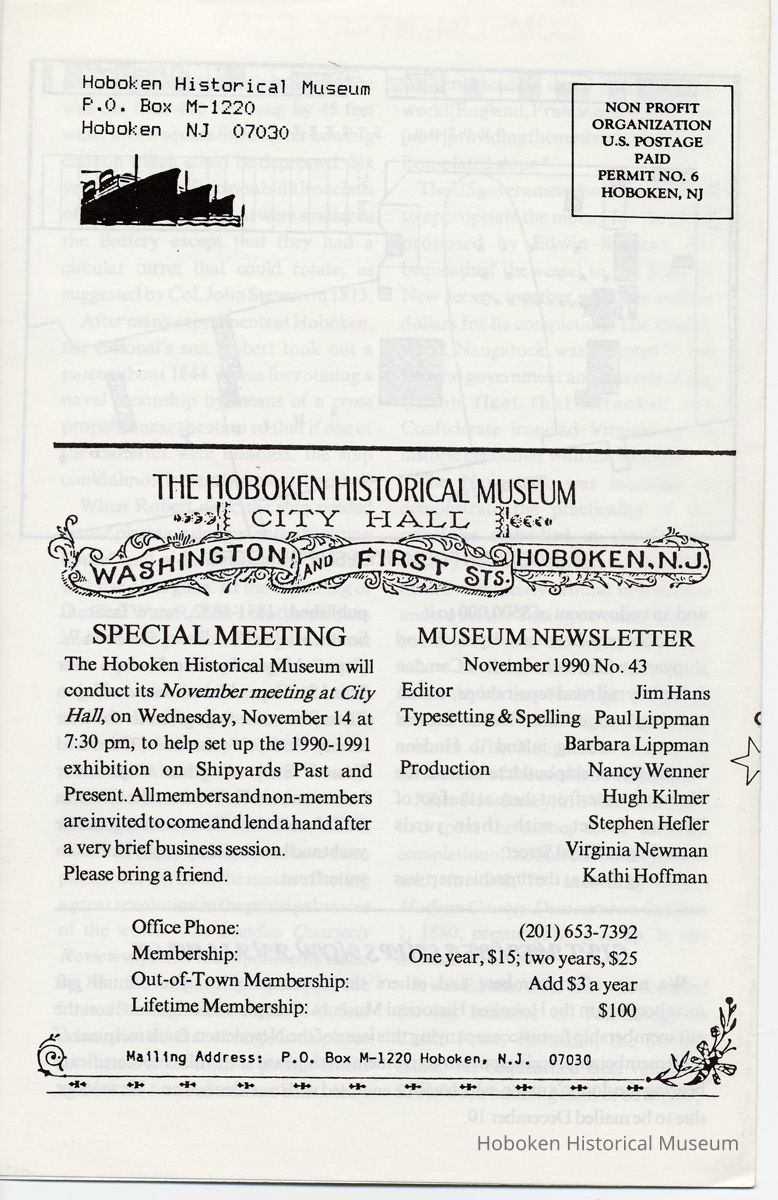 Hoboken Historical Museum
P.O. Box M-1220
Hoboken NJ 07030
NON PROFIT
ORGANIZATION
U.S. POSTAGE
PAID
PERMIT NO. 6
HOBOKEN, NJ
THE HOBOKEN HISTORICAL MUSEUM
CITY HALL
WASHINGTON AND FIRST STS. HOBOKEN, N.J.
SPECIAL MEETING
The Hoboken Historical Museum will
conduct its November meeting at City
Hall, on Wednesday, November 14 at
7:30 pm, to help set up the 1990-1991
exhibition on Shipyards Past and
Present. All members and non-members
are invited to come and lend a hand after
a very brief business session.
Please bring a friend.
MUSEUM NEWSLETTER
November 1990 No. 43
Editor Jim Hans
Typesetting & Spelling Paul Lippman
Barbara Lippman
Production Nancy Wenner
Hugh Kilmer
Stephen Hefler
Virginia Newman
Kathi Hoffman
Office Phone: (201) 653-7392
Membership: One year, $15; two years, $25
Out-of-Town Membership: Add $3 a year
Lifetime Membership: $100
Mailing Address: P.O. Box M-1220 Hoboken, N.J. 07030
Hoboken Historical Museum